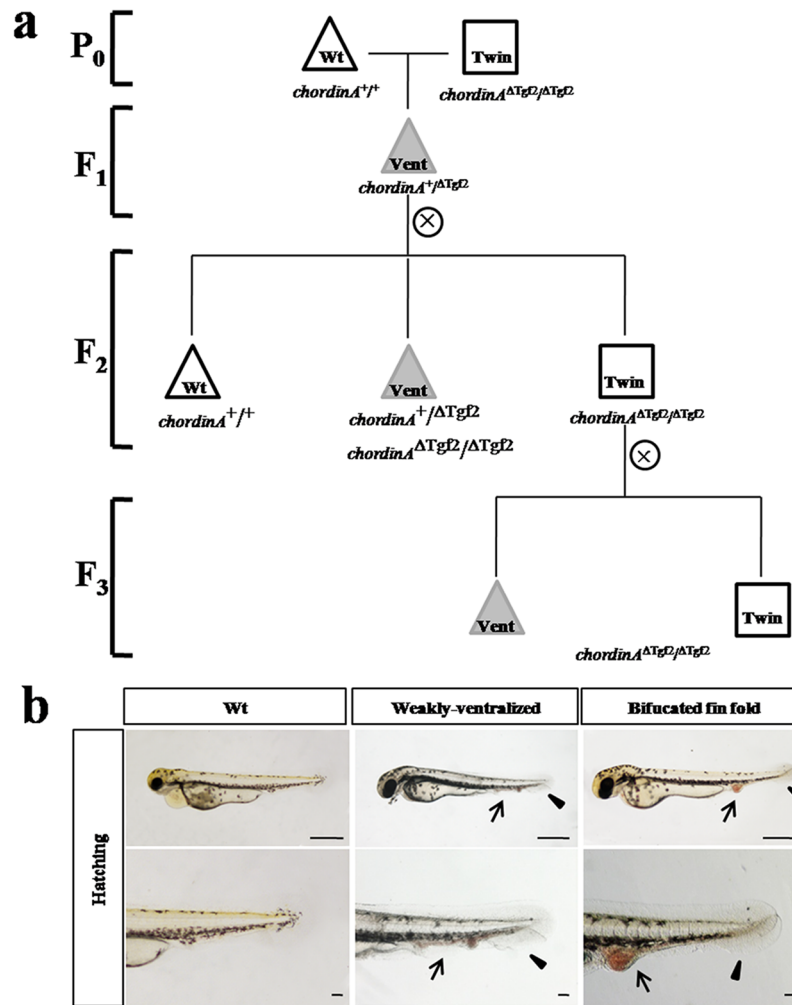 a
P0
Wt
Twin
chordinA+/+
chordinAΔTgf2/ΔTgf2
F1
Vent
chordinA+/ΔTgf2
F2
Wt
Vent
Twin
chordinA+/+
chordinA+/ΔTgf2
chordinAΔTgf2/ΔTgf2
chordinAΔTgf2/ΔTgf2
F3
Vent
Twin
chordinAΔTgf2/ΔTgf2
b
Wt
Weakly-ventralized
Bifucated fin fold
Hatching